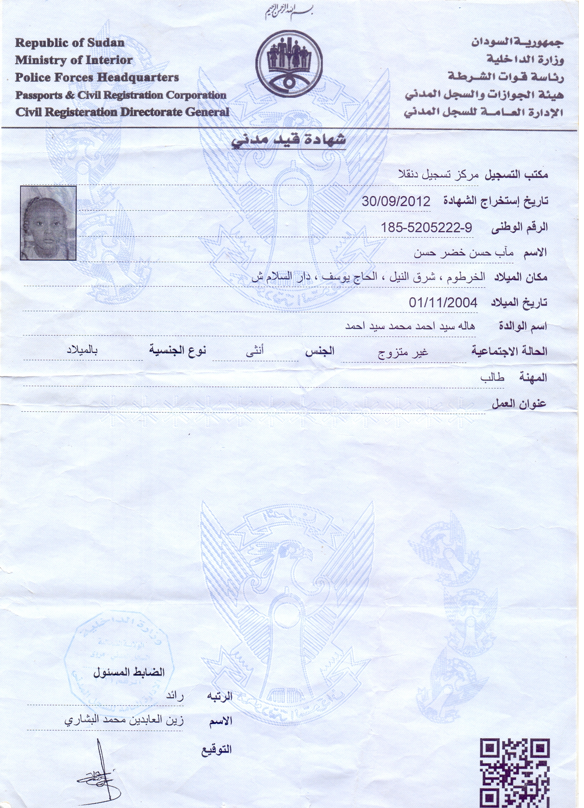 بسم الله الرحمن الرحيم
Republic of Sudan
Ministry of Interior
Police Forces Headquarters
Passports & Civil Registration Corporation
Civil Registeration Directorate General
جمهورية السودان
وزارة الداخلية
رئاسة قوات الشرطة
هيئة الجوازات والسجل المدني
الإدارة العامة للسجل المدني
شهادة قيد مدني
مكتب التسجيل مركز تسجيل دنقلا
تاريخ إستخراج الشهادة 30/09/2012
الرقم الوطنى 185-5205222-9
الاسم مآب حسن خضر حسن
مكان الميلاد الخرطوم ، شرق النيل ، الحاج يوسف ، دار السلام ش
تاريخ الميلاد 01/11/2004
اسم الوالدة هاله سيد احمد محمد سيد احمد
الحالة الاجتماعية غير متزوج الجنس أنثى نوع الجنسية بالميلاد
المهنة طالب
عنوان العمل
الضابط المسئول
الرتبه رائد
الاسم زين العابدين محمد البشاري
التوقيع